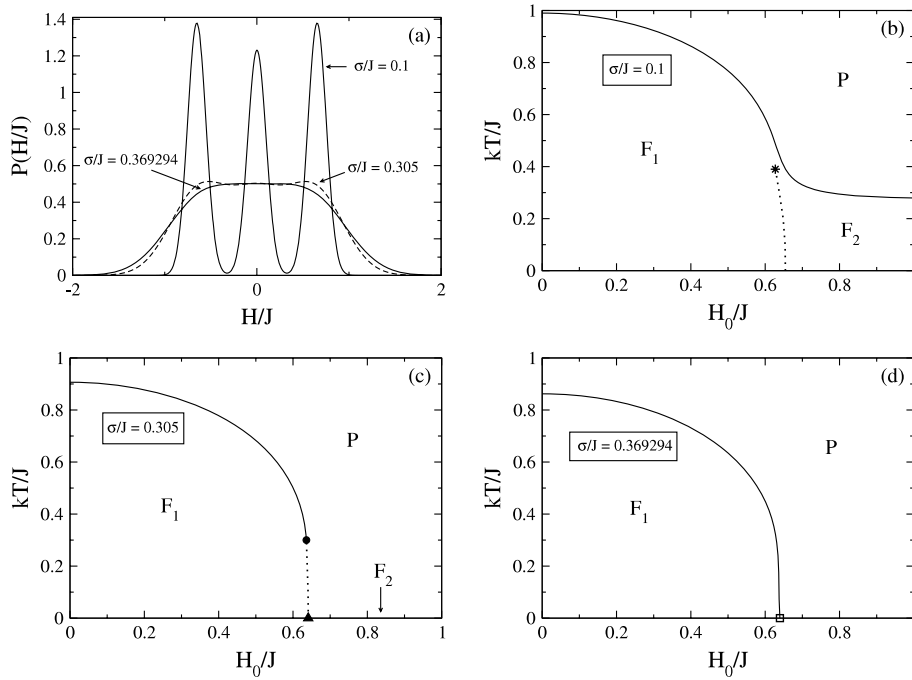 (a)
P(H/J)
1.4
1.2
1.0
0.8
0.6
0.4
0.2
0
σ/J = 0.1
σ/J = 0.369294
σ/J = 0.305
-2
0
2
H/J
(b)
kT/J
1
0.8
0.6
0.4
0.2
0
σ/J = 0.1
P
F1
F2
0
0.2
0.4
0.6
0.8
H0/J
(c)
kT/J
1
0.8
0.6
0.4
0.2
0
σ/J = 0.305
P
F1
F2
0
0.2
0.4
0.6
0.8
1
H0/J
(d)
kT/J
1
0.8
0.6
0.4
0.2
0
σ/J = 0.369294
P
F1
0
0.2
0.4
0.6
0.8
H0/J